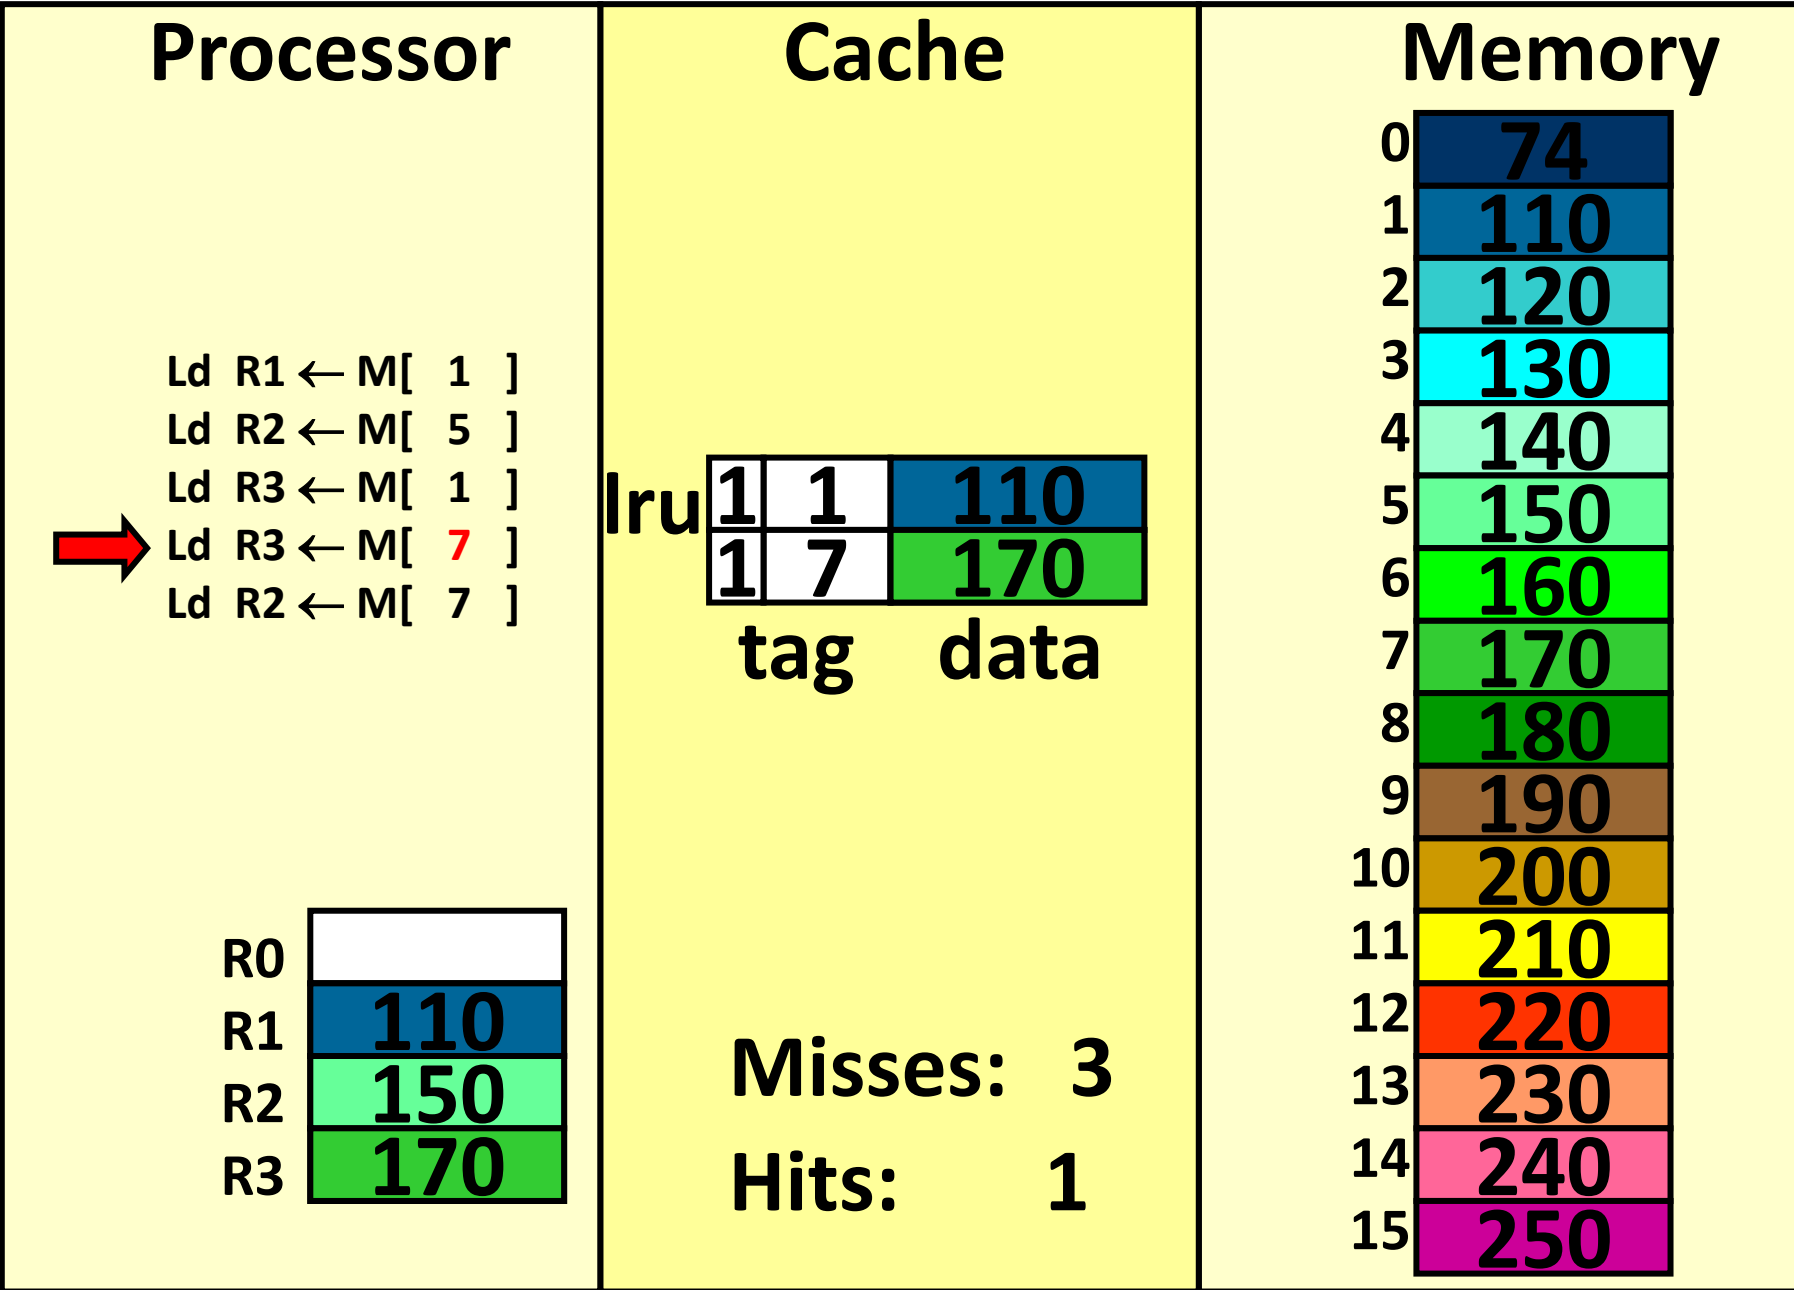 Processor
Ld R1 ← M[ 1 ]
Ld R2 ← M[ 5 ]
Ld R3 ← M[ 1 ]
Ld R3 ← M[ 7 ]
Ld R2 ← M[ 7 ]
R0
R1 110
R2 150
R3 170
Cache
lru 1 1 110
1 7 170
tag data
Misses: 3
Hits: 1
Memory
0 74
1 110
2 120
3 130
4 140
5 150
6 160
7 170
8 180
9 190
10 200
11 210
12 220
13 230
14 240
15 250